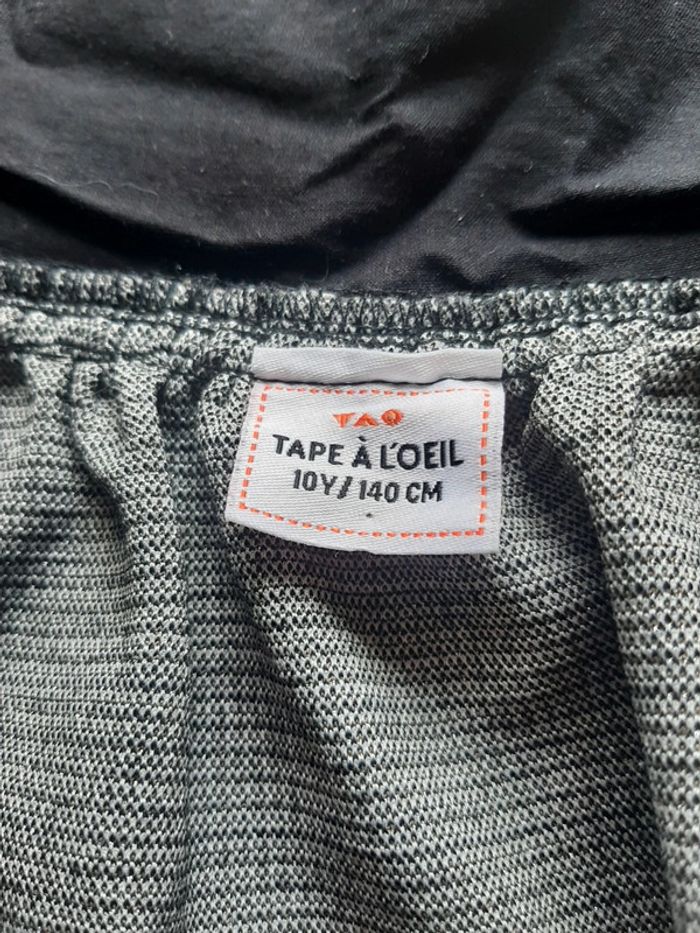 TAO
TAPE À L'OEIL
10Y/140 CM